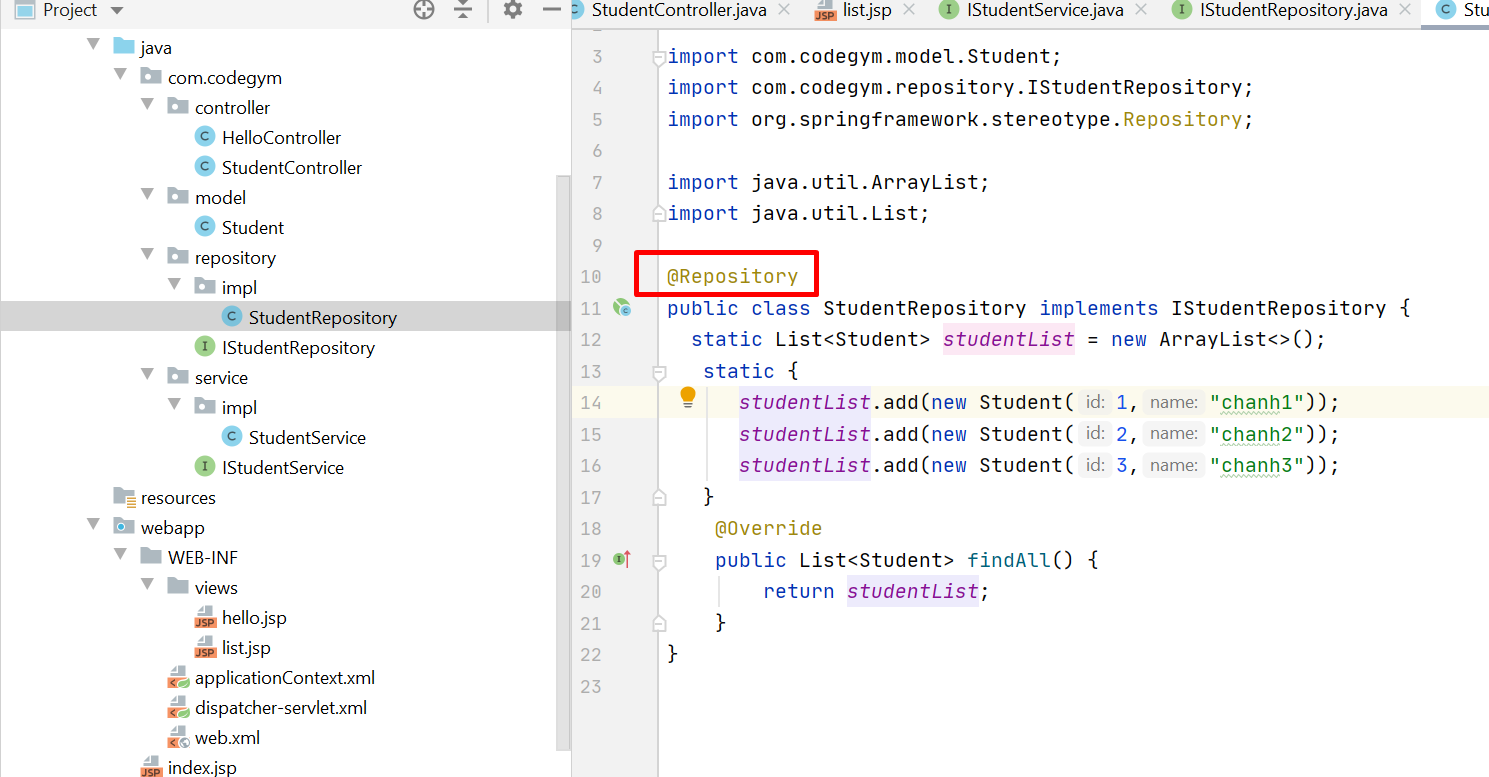 Project
StudentController.java
list.jsp
IStudentService.java
IStudentRepository.java
Stu
java
com.codegym
controller
HelloController
StudentController
model
Student
repository
impl
StudentRepository
IStudentRepository
service
impl
StudentService
IStudentService
resources
webapp
WEB-INF
views
hello.jsp
list.jsp
applicationContext.xml
dispatcher-servlet.xml
web.xml
index.jsp
3 import com.codegym.model.Student;
4 import com.codegym.repository.IStudentRepository;
5 import org.springframework.stereotype.Repository;
6
7 import java.util.ArrayList;
8 import java.util.List;
9
10 @Repository
11 public class StudentRepository implements IStudentRepository {
12 static List<Student> studentList = new ArrayList<>();
13 static {
14 studentList.add(new Student( id: 1, name: "chanh1"));
15 studentList.add(new Student( id: 2, name: "chanh2"));
16 studentList.add(new Student( id: 3, name: "chanh3"));
17 }
18 @Override
19 public List<Student> findAll() {
20 return studentList;
21 }
22 }
23